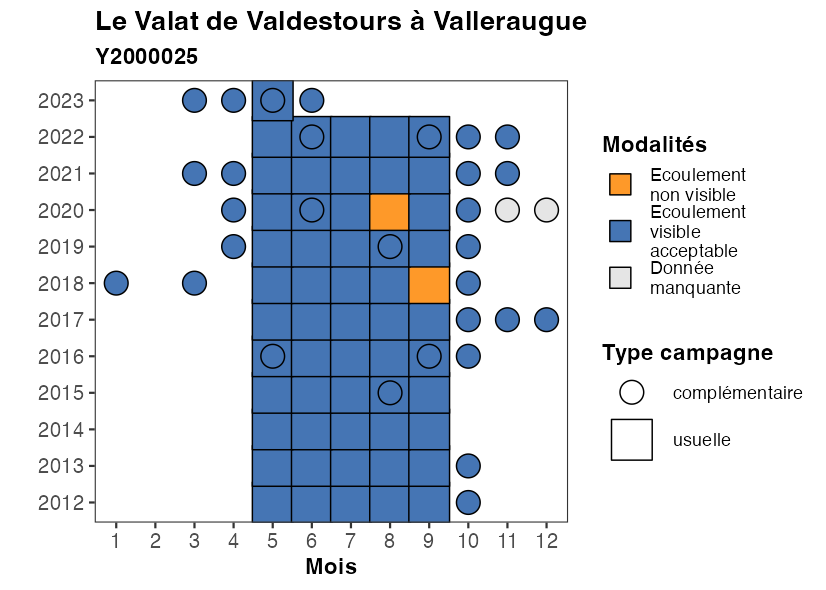 Le Valat de Valdestours à Valleraugue
Y2000025
2023
2022
2021
2020
2019
2018
2017
2016
2015
2014
2013
2012
1 2 3 4 5 6 7 8 9 10 11 12
Mois
Modalités
Ecoulement
non visible
Ecoulement
visible
acceptable
Donnée
manquante
Type campagne
complémentaire
usuelle